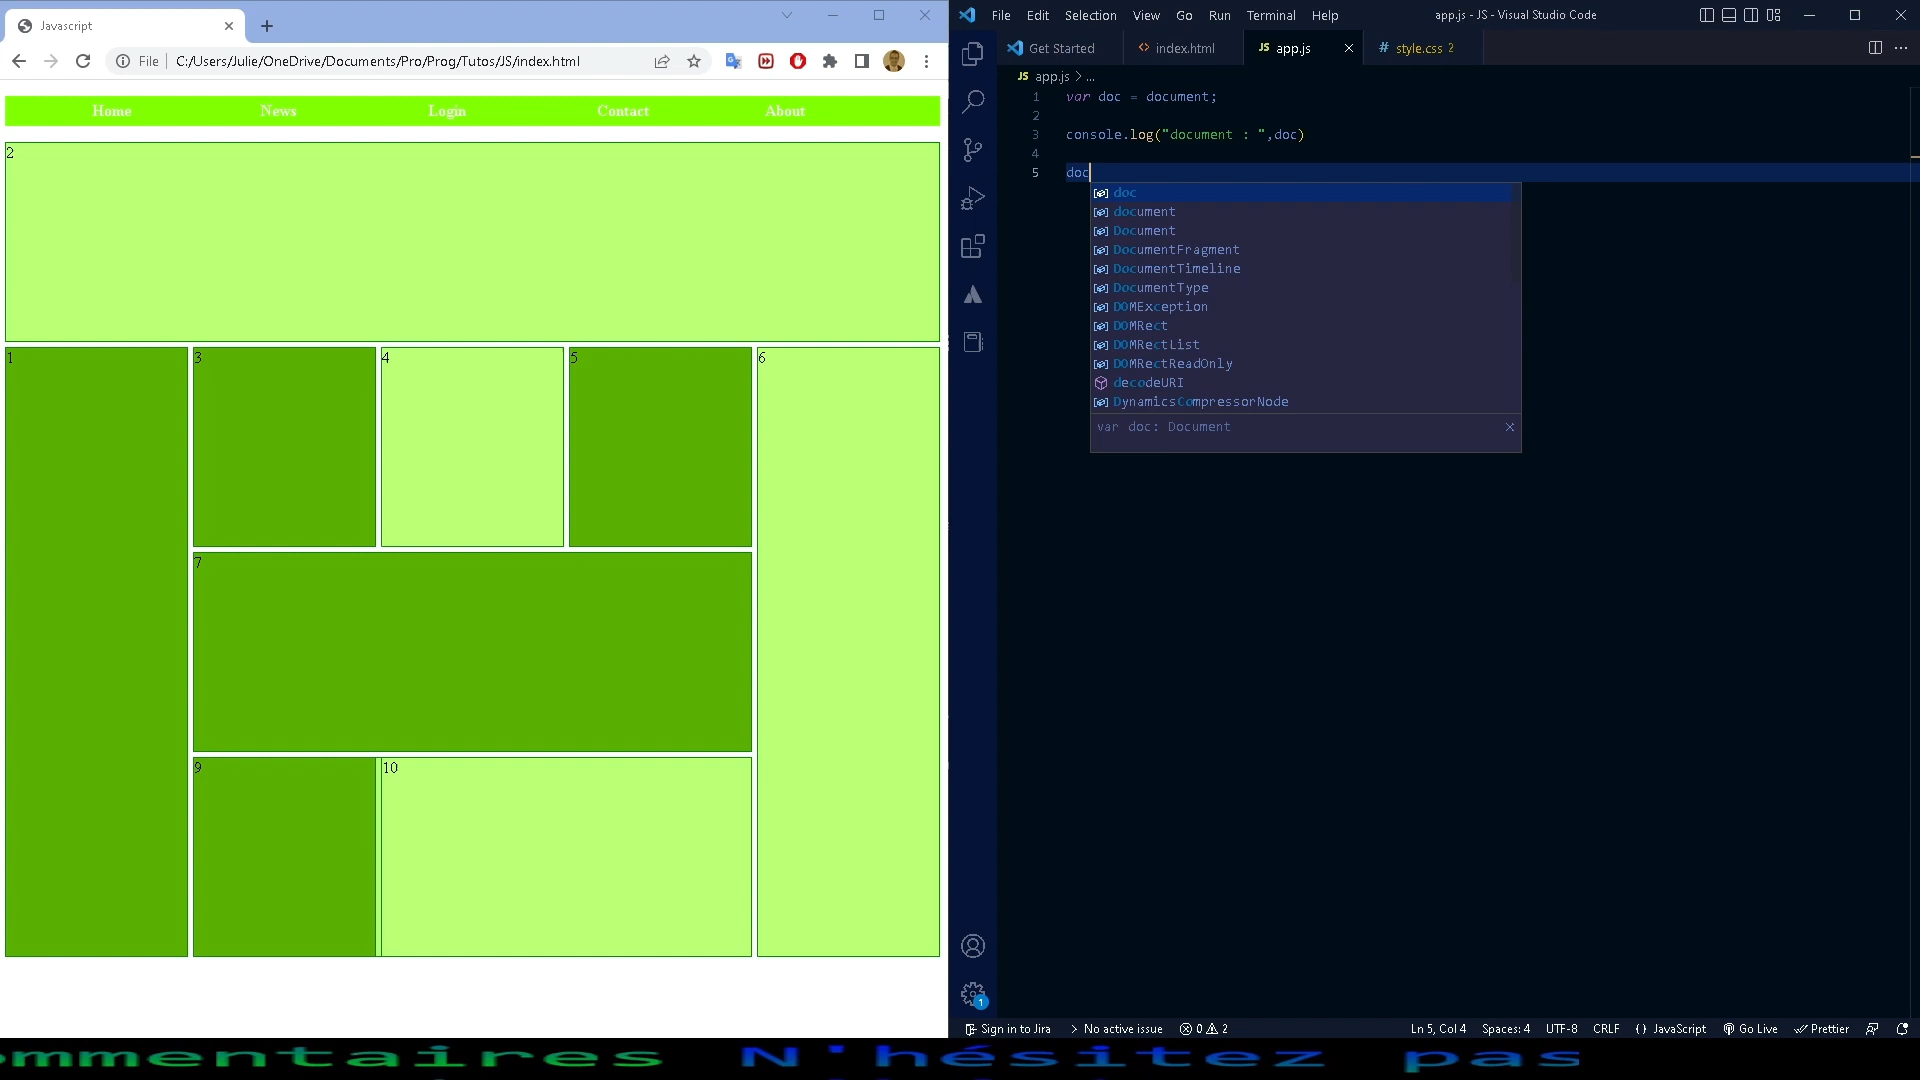 Javascript
File C:/Users/Julie/OneDrive/Documents/Pro/Prog/Tutos/JS/index.html
Home News Login Contact About
2
1 3 4 5 6
7
9 10
File Edit Selection View Go Run Terminal Help app.js - JS - Visual Studio Code
Get Started index.html JS app.js # style.css 2
JS app.js > ...
1 var doc = document;
2
3 console.log("document : ",doc)
4
5 doc
doc
document
Document
DocumentFragment
DocumentTimeline
DocumentType
DOMException
DOMRect
DOMRectList
DOMRectReadOnly
decodeURI
DynamicsCompressorNode
var doc: Document
1
Sign in to Jira No active issue 0 2 Ln 5, Col 4 Spaces: 4 UTF-8 CRLF {} JavaScript Go Live Prettier
ommentaires N'hésitez pas